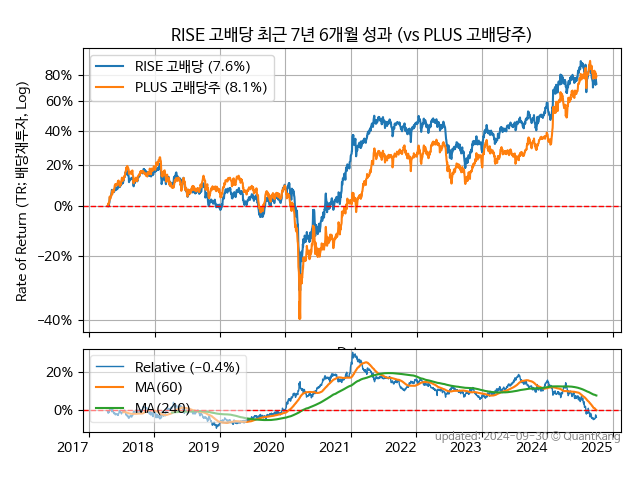 RISE 고배당 최근 7년 6개월 성과 (vs PLUS 고배당주)
Rate of Return (TR: 배당재투자, Log)
80%
60%
40%
20%
0%
−20%
−40%
RISE 고배당 (7.6%)
PLUS 고배당주 (8.1%)
20%
0%
Relative (−0.4%)
MA(60)
MA(240)
2017 2018 2019 2020 2021 2022 2023 2024 2025
updated: 2024-09-30 © QuantKang